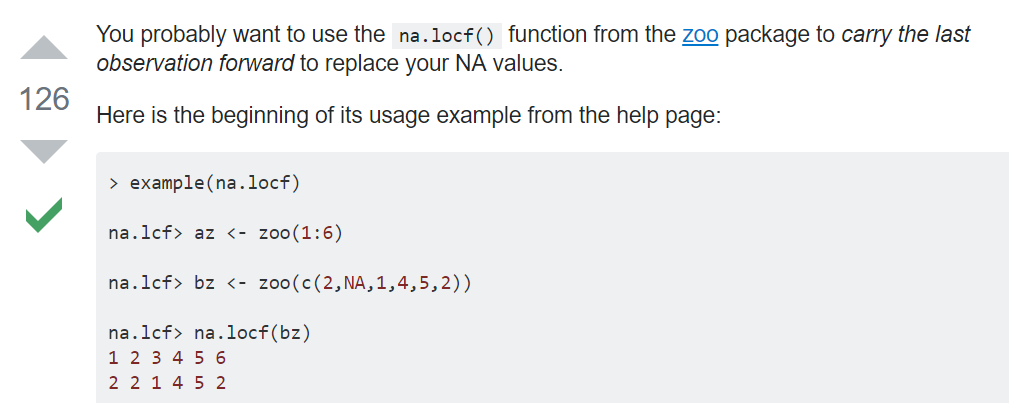 You probably want to use the na.locf() function from the zoo package to carry the last
observation forward to replace your NA values.
126
Here is the beginning of its usage example from the help page:
> example(na.locf)
na.lcf> az <- zoo(1:6)
na.lcf> bz <- zoo(c(2,NA,1,4,5,2))
na.lcf> na.locf(bz)
1 2 3 4 5 6
2 2 1 4 5 2